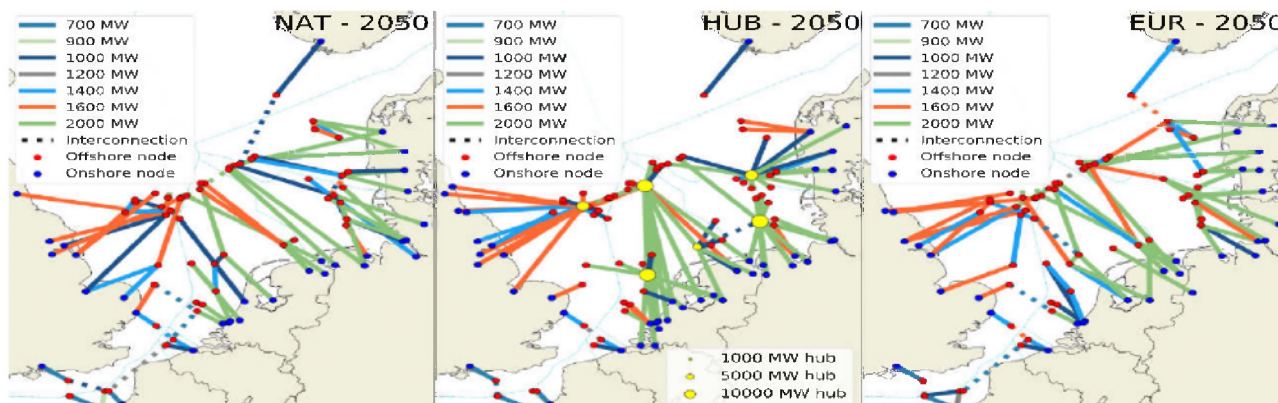 NAT - 2050
700 MW
900 MW
1000 MW
1200 MW
1400 MW
1600 MW
2000 MW
Interconnection
Offshore node
Onshore node
HUB - 2050
700 MW
900 MW
1000 MW
1200 MW
1400 MW
1600 MW
2000 MW
Interconnection
Offshore node
Onshore node
1000 MW hub
5000 MW hub
10000 MW hub
EUR - 2050
700 MW
900 MW
1000 MW
1200 MW
1400 MW
1600 MW
2000 MW
Interconnection
Offshore node
Onshore node